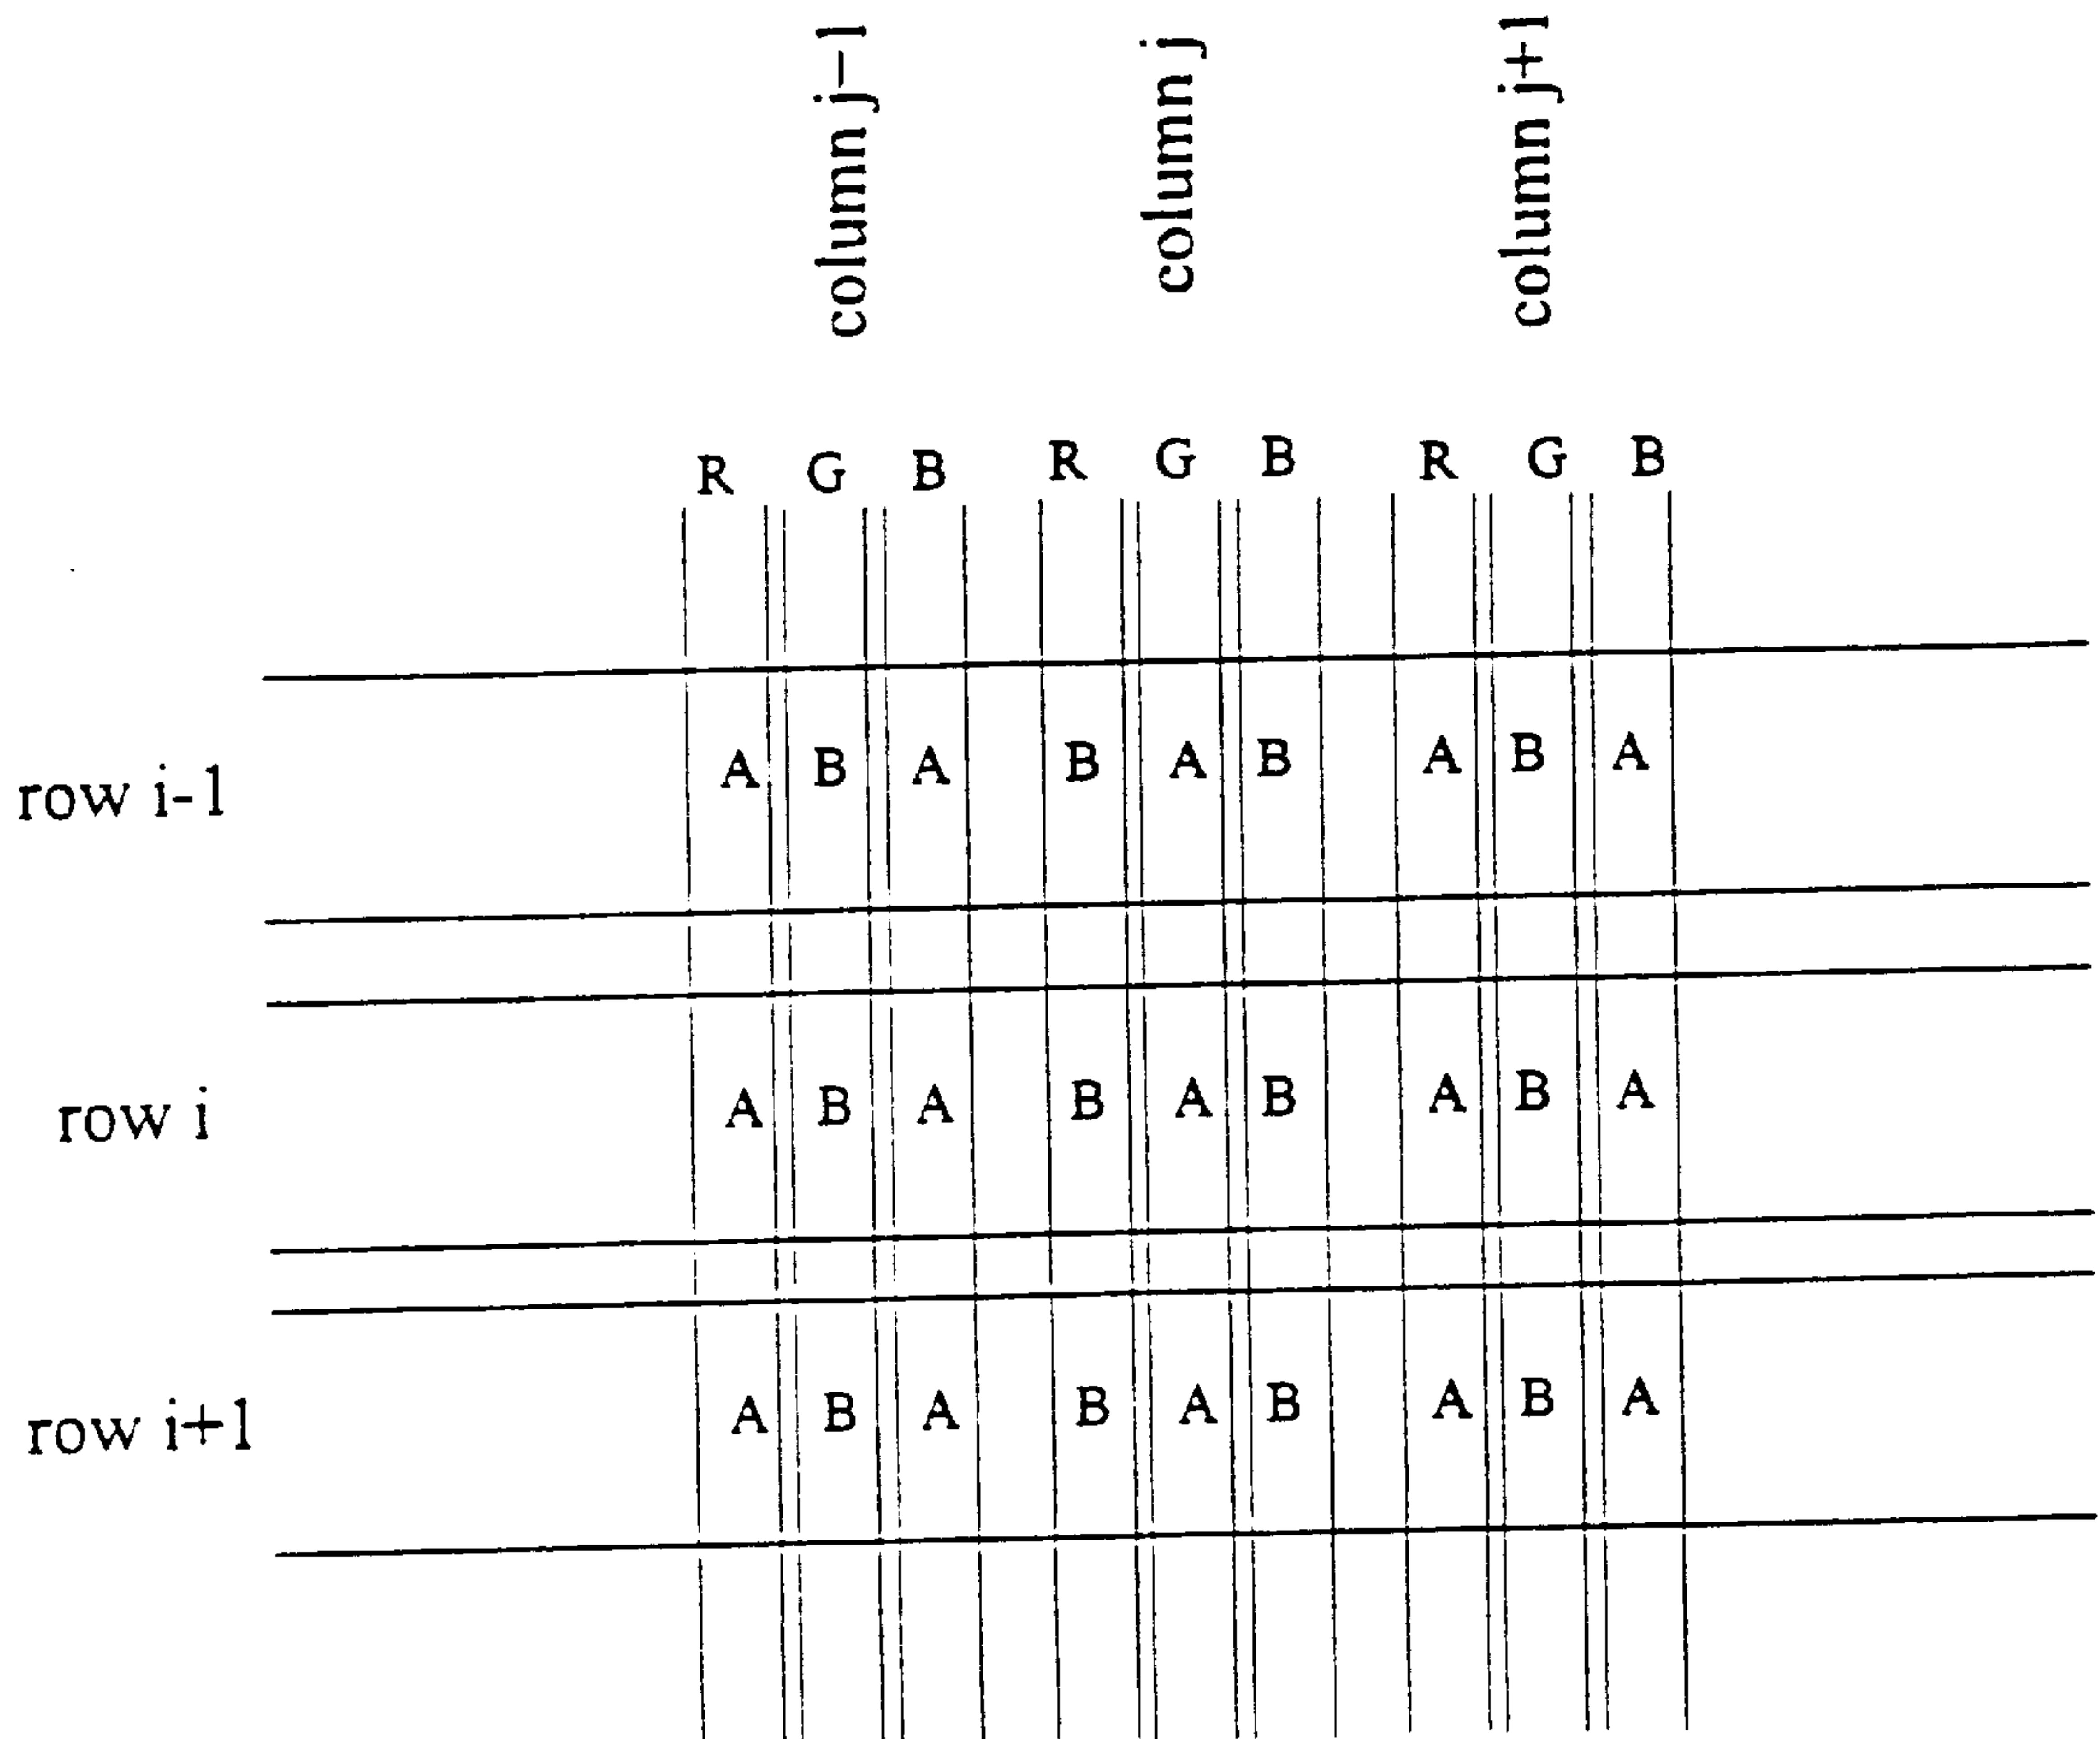 column j-1 column j column j+1
R G B R G B R G B
row i-1 A B A B A B A B A
row i A B A B A B A B A
row i+1 A B A B A B A B A